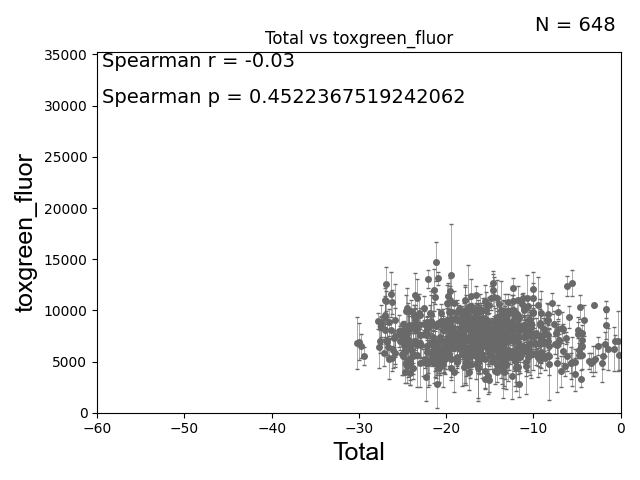 N = 648
Total vs toxgreen_fluor
Spearman r = -0.03
Spearman p = 0.4522367519242062
toxgreen_fluor
35000
30000
25000
20000
15000
10000
5000
0
−60 −50 −40 −30 −20 −10 0
Total